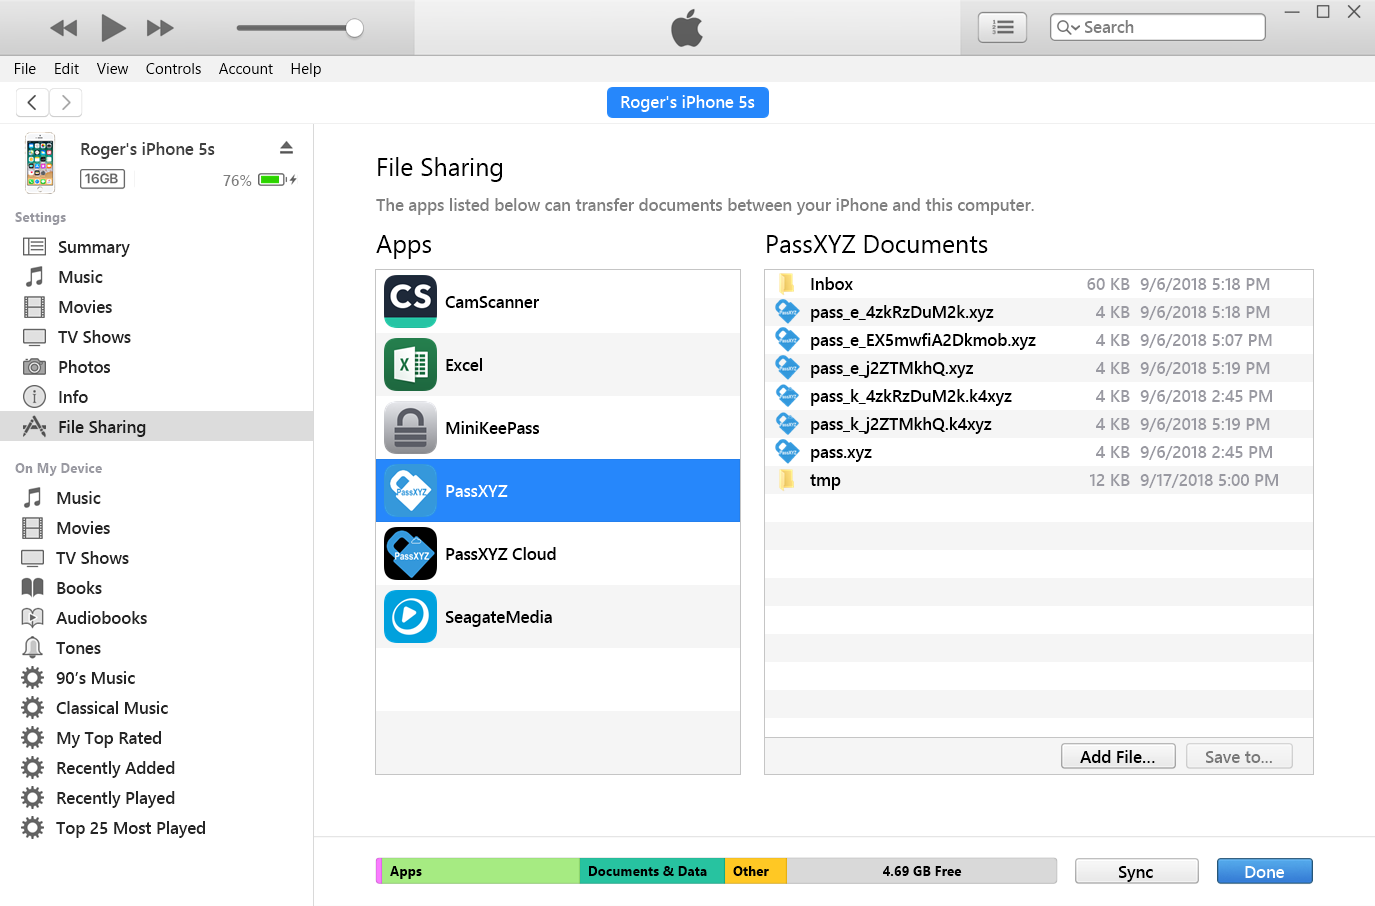 Search
File Edit View Controls Account Help
Roger's iPhone 5s
Roger's iPhone 5s
16GB
76%
Settings
Summary
Music
Movies
TV Shows
Photos
Info
File Sharing
On My Device
Music
Movies
TV Shows
Books
Audiobooks
Tones
90's Music
Classical Music
My Top Rated
Recently Added
Recently Played
Top 25 Most Played
File Sharing
The apps listed below can transfer documents between your iPhone and this computer.
Apps
CS CamScanner
X Excel
MiniKeePass
PassXYZ PassXYZ
PassXYZ PassXYZ Cloud
SeagateMedia
PassXYZ Documents
Inbox 60 KB 9/6/2018 5:18 PM
pass_e_4zkRzDuM2k.xyz 4 KB 9/6/2018 5:18 PM
pass_e_EX5mwfiA2Dkmob.xyz 4 KB 9/6/2018 5:07 PM
pass_e_j2ZTMkhQ.xyz 4 KB 9/6/2018 5:19 PM
pass_k_4zkRzDuM2k.k4xyz 4 KB 9/6/2018 2:45 PM
pass_k_j2ZTMkhQ.k4xyz 4 KB 9/6/2018 5:19 PM
pass.xyz 4 KB 9/6/2018 2:45 PM
tmp 12 KB 9/17/2018 5:00 PM
Add File... Save to...
Apps Documents & Data Other 4.69 GB Free Sync Done